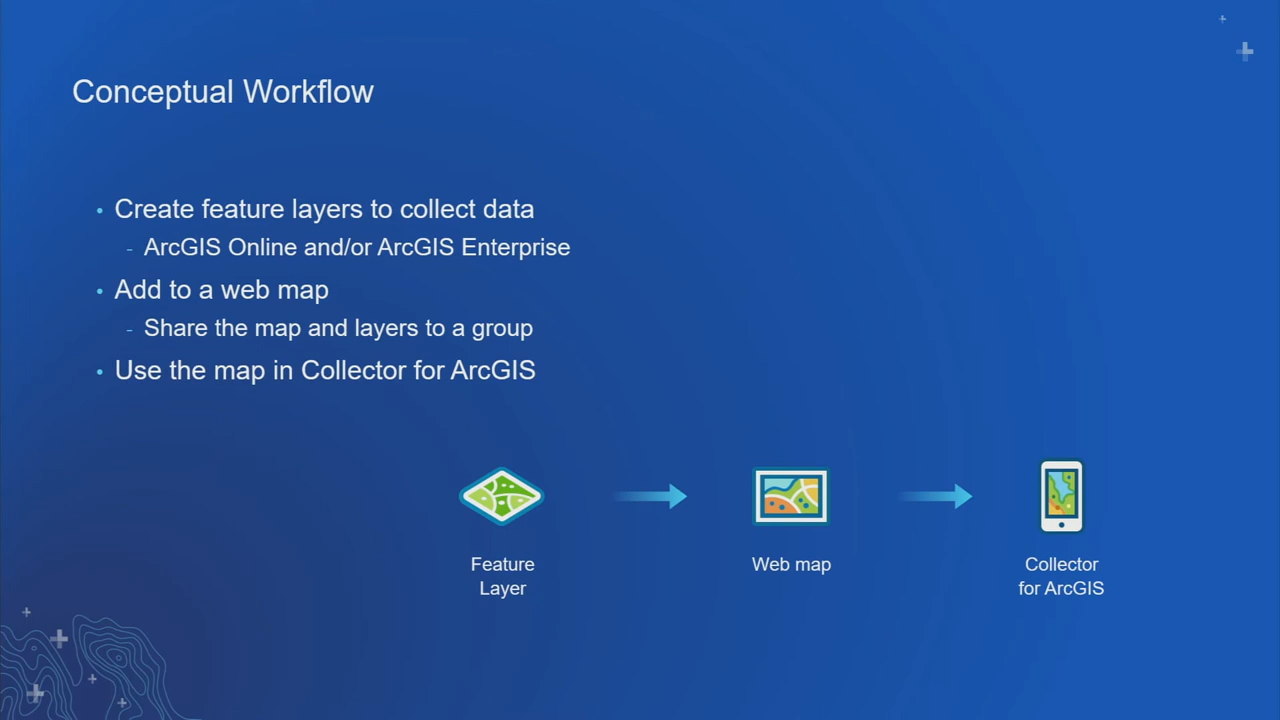 Conceptual Workflow
Create feature layers to collect data
ArcGIS Online and/or ArcGIS Enterprise
Add to a web map
Share the map and layers to a group
Use the map in Collector for ArcGIS
Feature
Layer
Web map
Collector
for ArcGIS